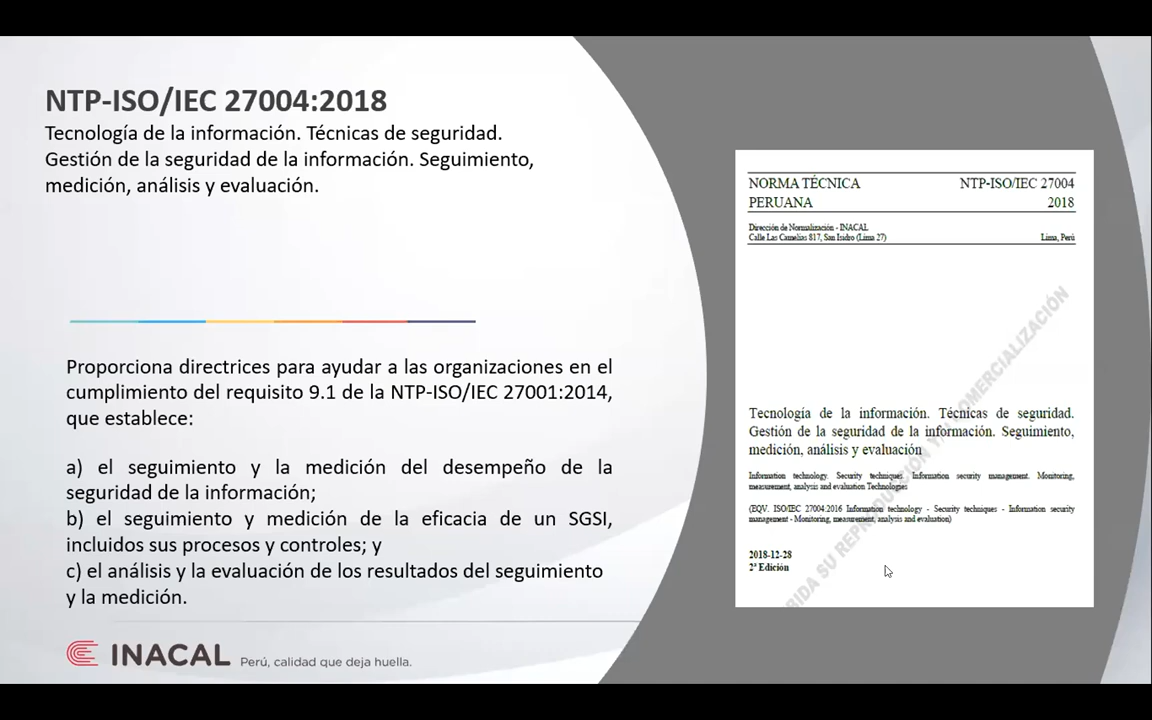 NTP-ISO/IEC 27004:2018
Tecnología de la información. Técnicas de seguridad.
Gestión de la seguridad de la información. Seguimiento,
medición, análisis y evaluación.
Proporciona directrices para ayudar a las organizaciones en el
cumplimiento del requisito 9.1 de la NTP-ISO/IEC 27001:2014,
que establece:
a) el seguimiento y la medición del desempeño de la
seguridad de la información;
b) el seguimiento y medición de la eficacia de un SGSI,
incluidos sus procesos y controles; y
c) el análisis y la evaluación de los resultados del seguimiento
y la medición.
INACAL Perú, calidad que deja huella.
NORMA TÉCNICA NTP-ISO/IEC 27004
PERUANA 2018
Dirección de Normalización - INACAL
Calle Las Camelias 817, San Isidro (Lima 27) Lima, Perú
Tecnología de la información. Técnicas de seguridad.
Gestión de la seguridad de la información. Seguimiento,
medición, análisis y evaluación
Information technology. Security techniques. Information security management. Monitoring,
measurement, analysis and evaluation Technologies
(EQV. ISO/IEC 27004:2016 Information technology - Security techniques - Information security
management - Monitoring, measurement, analysis and evaluation)
2018-12-28
2ª Edición
BIDA SU REPRODUCCIÓN Y/O COMERCIALIZACIÓN